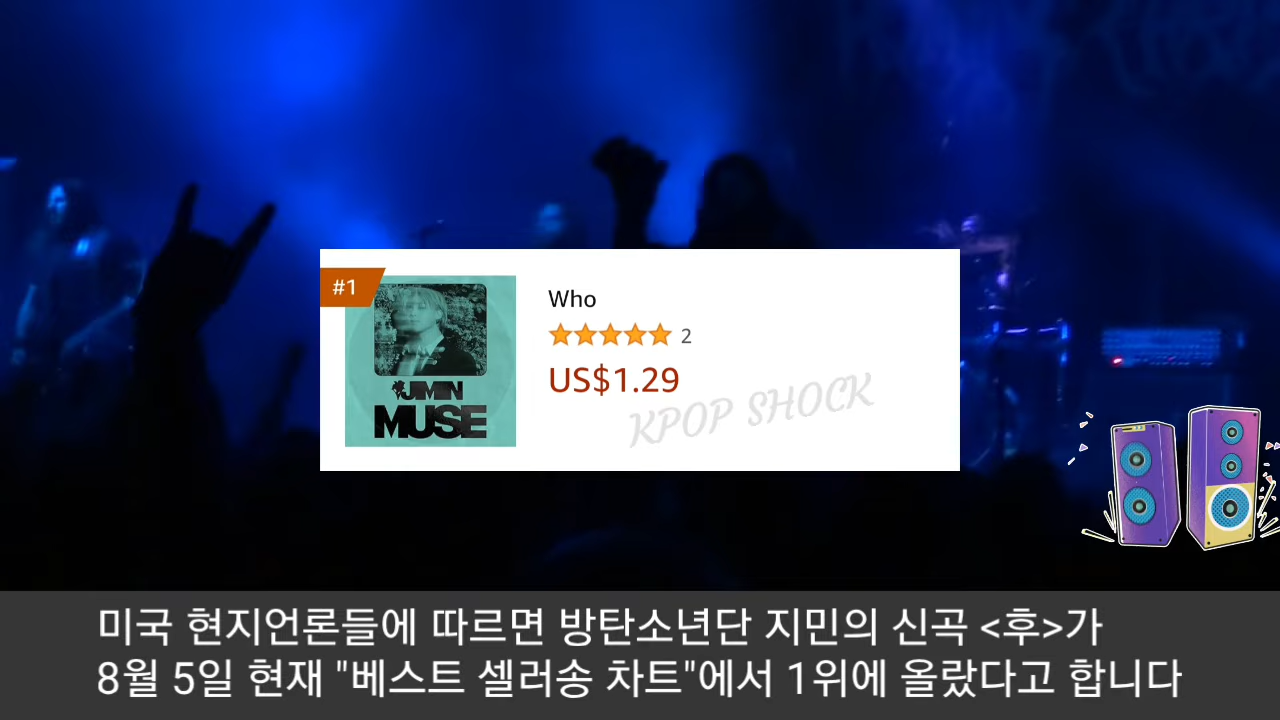 #1
Who
2
US$1.29
JIMIN
MUSE
KPOP SHOCK
미국 현지언론들에 따르면 방탄소년단 지민의 신곡 <후>가
8월 5일 현재 "베스트 셀러송 차트"에서 1위에 올랐다고 합니다